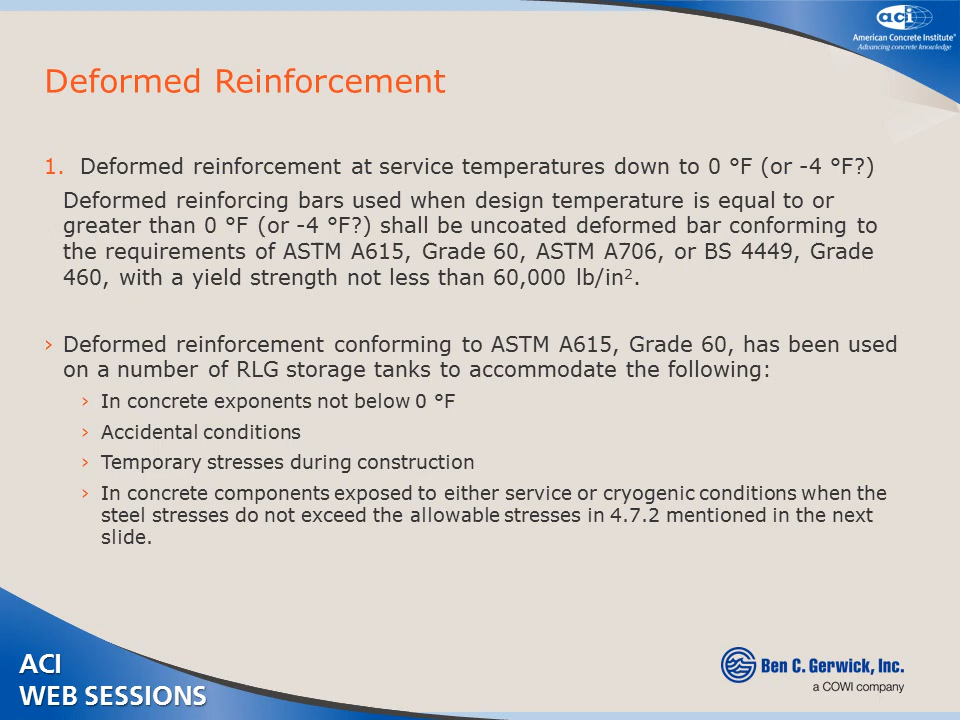 aci
American Concrete Institute®
Advancing concrete knowledge
Deformed Reinforcement
1. Deformed reinforcement at service temperatures down to 0 °F (or -4 °F?)
Deformed reinforcing bars used when design temperature is equal to or
greater than 0 °F (or -4 °F?) shall be uncoated deformed bar conforming to
the requirements of ASTM A615, Grade 60, ASTM A706, or BS 4449, Grade
460, with a yield strength not less than 60,000 lb/in².
› Deformed reinforcement conforming to ASTM A615, Grade 60, has been used
on a number of RLG storage tanks to accommodate the following:
› In concrete exponents not below 0 °F
› Accidental conditions
› Temporary stresses during construction
› In concrete components exposed to either service or cryogenic conditions when the
steel stresses do not exceed the allowable stresses in 4.7.2 mentioned in the next
slide.
ACI
WEB SESSIONS
Ben C. Gerwick, Inc.
a COWI company